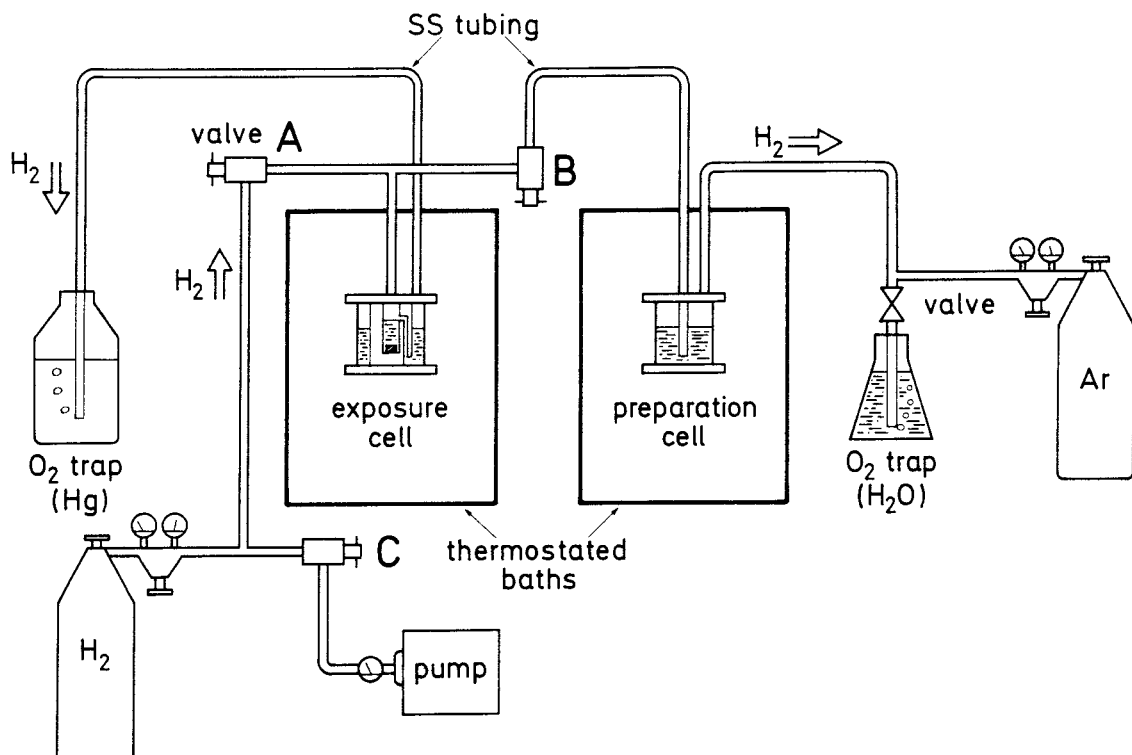 SS tubing
valve A
H₂
B
H₂
H₂
valve
exposure
cell
preparation
cell
Ar
O₂ trap
(Hg)
O₂ trap
(H₂O)
thermostated
baths
C
H₂
pump